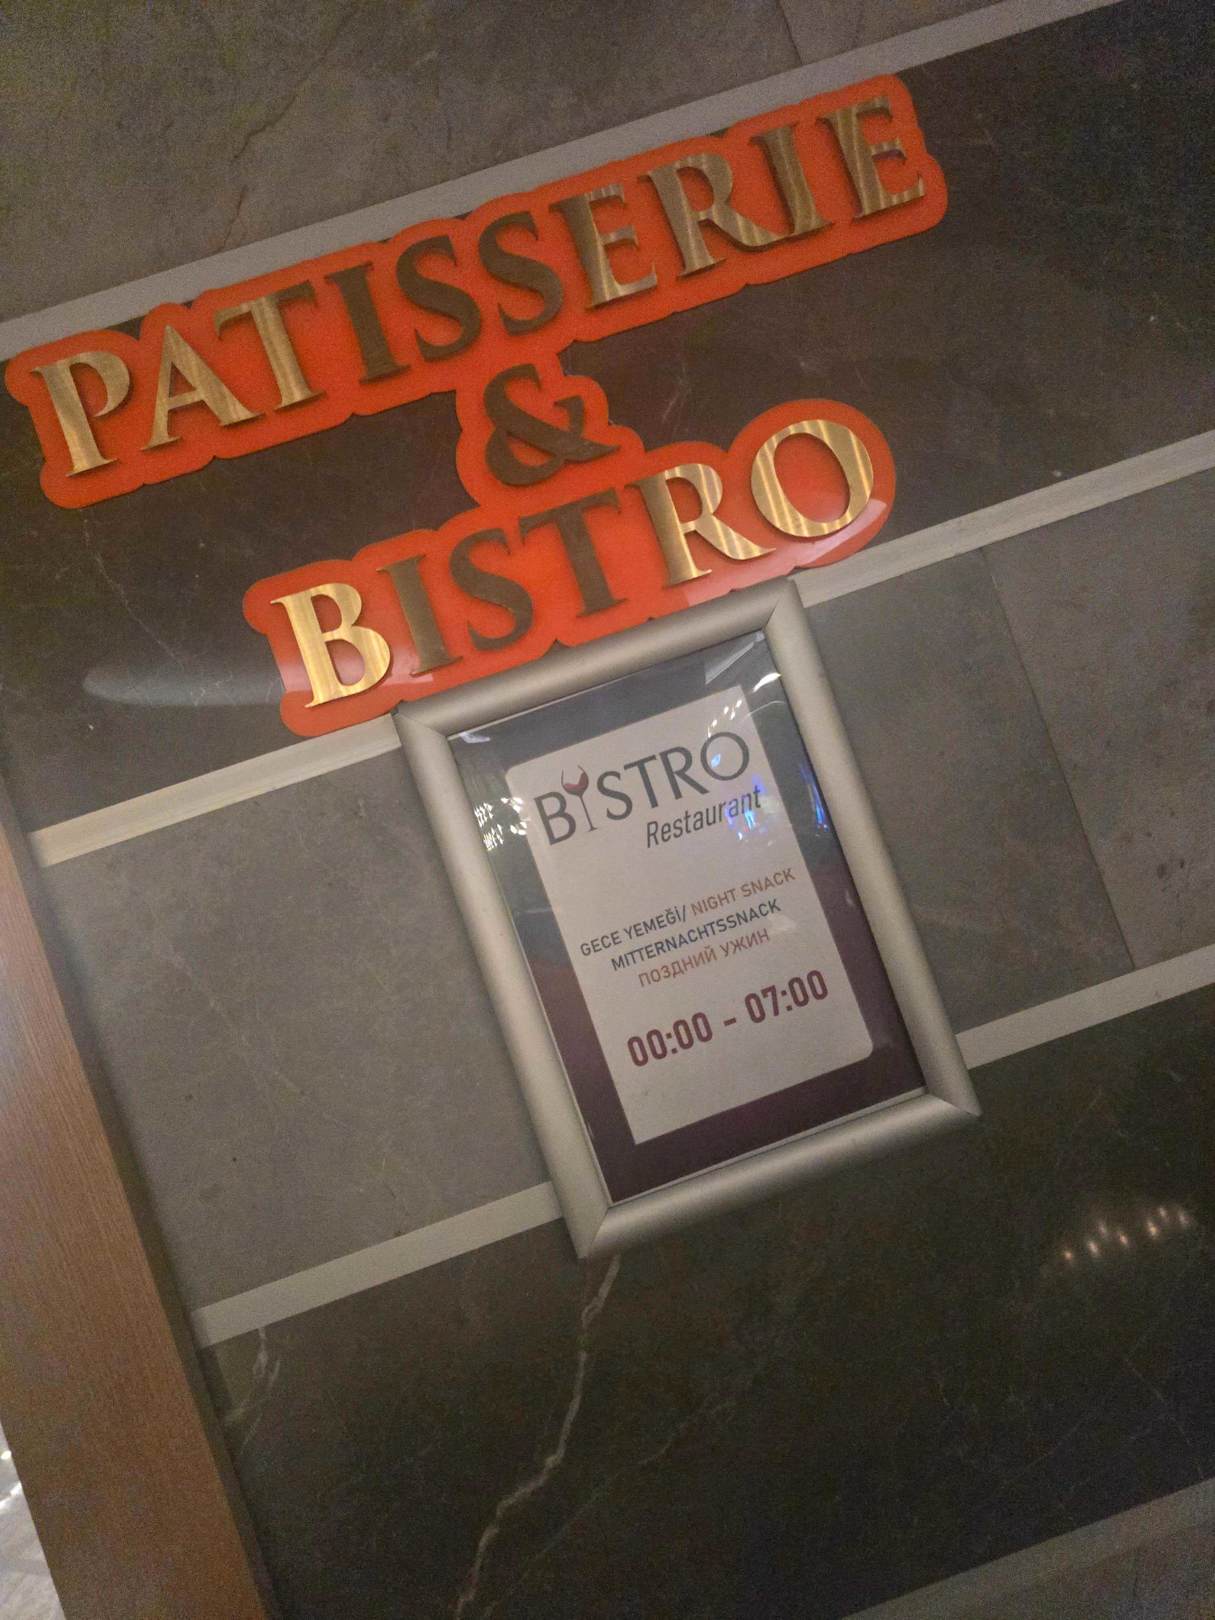 PATISSERIE
&
BISTRO
BISTRO
Restaurant
GECE YEMEĞİ/ NIGHT SNACK
MITTERNACHTSSNACK
ПОЗДНИЙ УЖИН
00:00 - 07:00